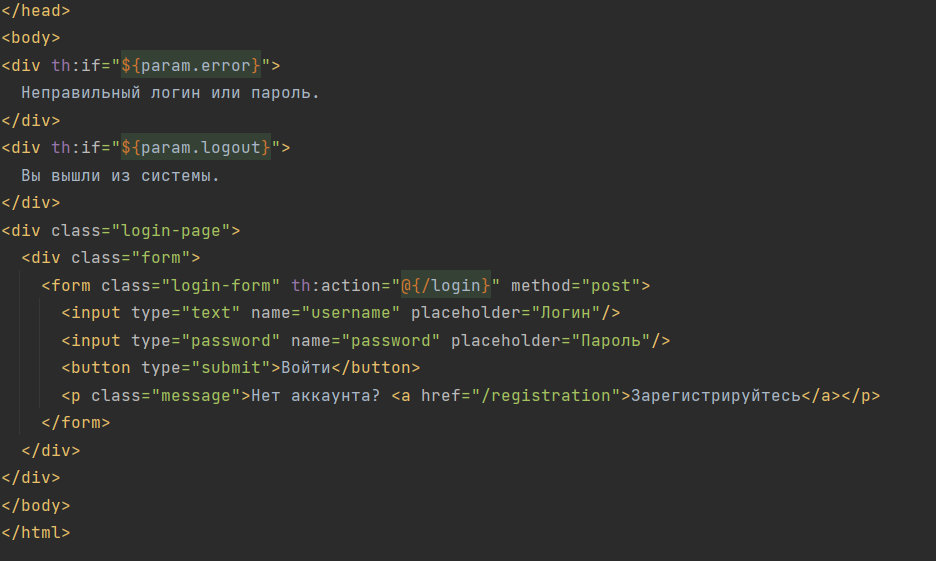 </head>
<body>
<div th:if="${param.error}">
  Неправильный логин или пароль.
</div>
<div th:if="${param.logout}">
  Вы вышли из системы.
</div>
<div class="login-page">
  <div class="form">
    <form class="login-form" th:action="@{/login}" method="post">
      <input type="text" name="username" placeholder="Логин"/>
      <input type="password" name="password" placeholder="Пароль"/>
      <button type="submit">Войти</button>
      <p class="message">Нет аккаунта? <a href="/registration">Зарегистрируйтесь</a></p>
    </form>
  </div>
</div>
</body>
</html>